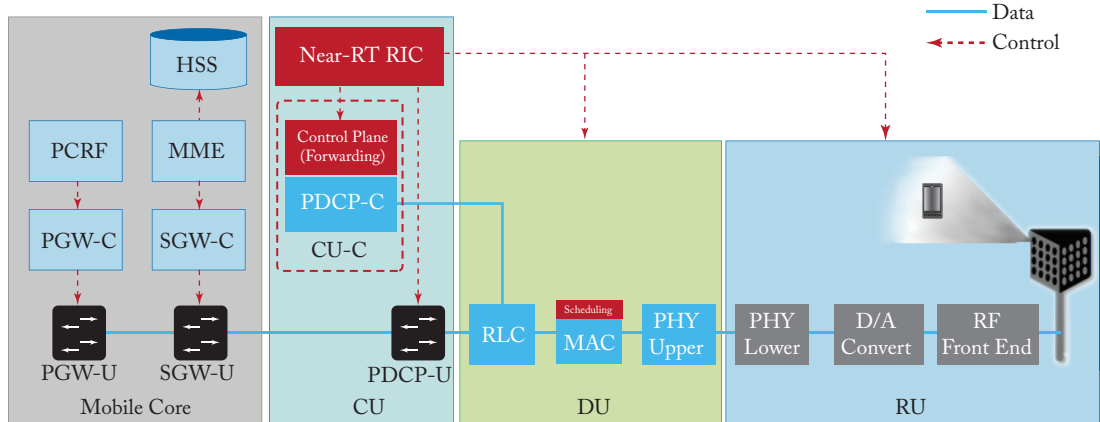 Data
Control
HSS
Near-RT RIC
PCRF
MME
Control Plane
(Forwarding)
PDCP-C
PGW-C
SGW-C
CU-C
Scheduling
RLC
MAC
PHY
Upper
PHY
Lower
D/A
Convert
RF
Front End
PGW-U
SGW-U
PDCP-U
Mobile Core
CU
DU
RU